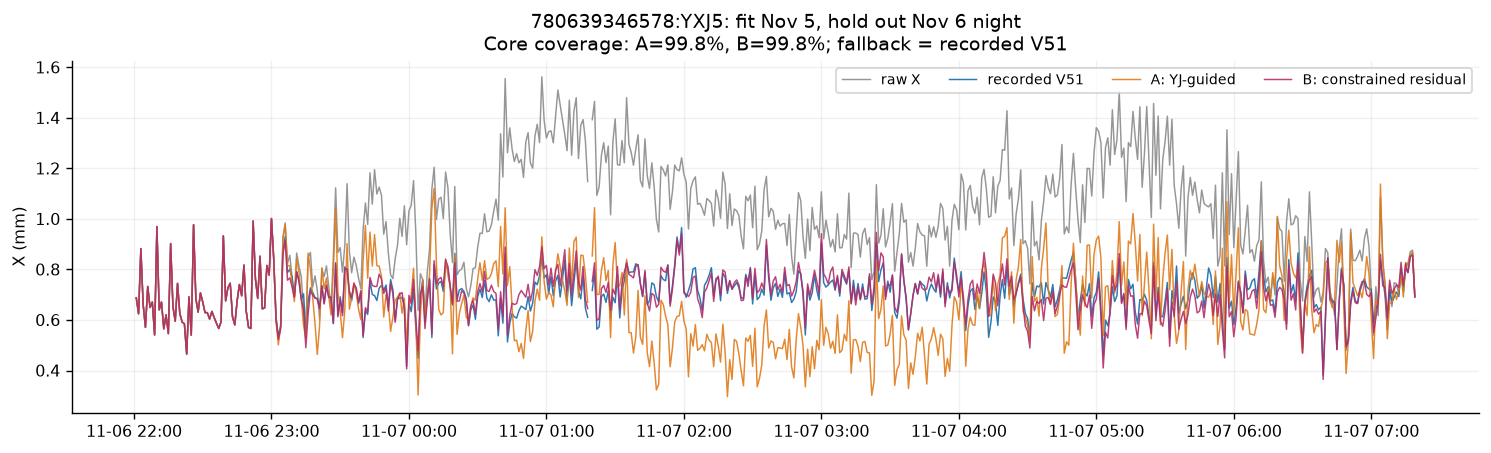 780639346578:YXJ5: fit Nov 5, hold out Nov 6 night
Core coverage: A=99.8%, B=99.8%; fallback = recorded V51
raw X recorded V51 A: YJ-guided B: constrained residual
X (mm)
1.6
1.4
1.2
1.0
0.8
0.6
0.4
11-06 22:00 11-06 23:00 11-07 00:00 11-07 01:00 11-07 02:00 11-07 03:00 11-07 04:00 11-07 05:00 11-07 06:00 11-07 07:00